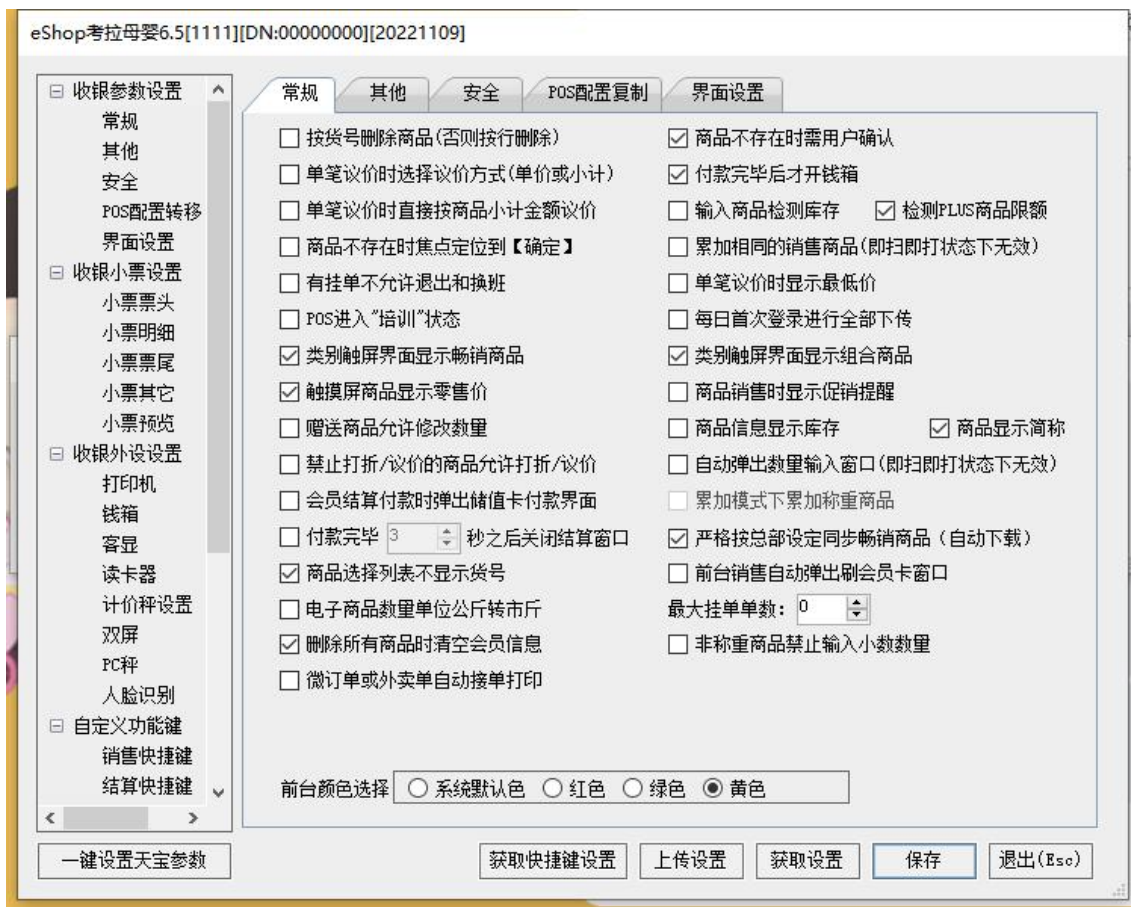 eShop考拉母婴6.5[1111][DN:00000000][20221109]
收银参数设置
常规
其他
安全
POS配置转移
界面设置
收银小票设置
小票票头
小票明细
小票票尾
小票其它
小票预览
收银外设设置
打印机
钱箱
客显
读卡器
计价秤设置
双屏
PC秤
人脸识别
自定义功能键
销售快捷键
结算快捷键
常规 其他 安全 POS配置复制 界面设置
按货号删除商品(否则按行删除) 商品不存在时需用户确认
单笔议价时选择议价方式(单价或小计) 付款完毕后才开钱箱
单笔议价时直接按商品小计金额议价 输入商品检测库存 检测PLUS商品限额
商品不存在时焦点定位到【确定】 累加相同的销售商品(即扫即打状态下无效)
有挂单不允许退出和换班 单笔议价时显示最低价
POS进入"培训"状态 每日首次登录进行全部下传
类别触屏界面显示畅销商品 类别触屏界面显示组合商品
触摸屏商品显示零售价 商品销售时显示促销提醒
赠送商品允许修改数量 商品信息显示库存 商品显示简称
禁止打折/议价的商品允许打折/议价 自动弹出数量输入窗口(即扫即打状态下无效)
会员结算付款时弹出储值卡付款界面 累加模式下累加称重商品
付款完毕 3 秒之后关闭结算窗口 严格按总部设定同步畅销商品（自动下载）
商品选择列表不显示货号 前台销售自动弹出刷会员卡窗口
电子商品数量单位公斤转市斤 最大挂单单数: 0
删除所有商品时清空会员信息 非称重商品禁止输入小数数量
微订单或外卖单自动接单打印
前台颜色选择 系统默认色 红色 绿色 黄色
一键设置天宝参数 获取快捷键设置 上传设置 获取设置 保存 退出(Esc)